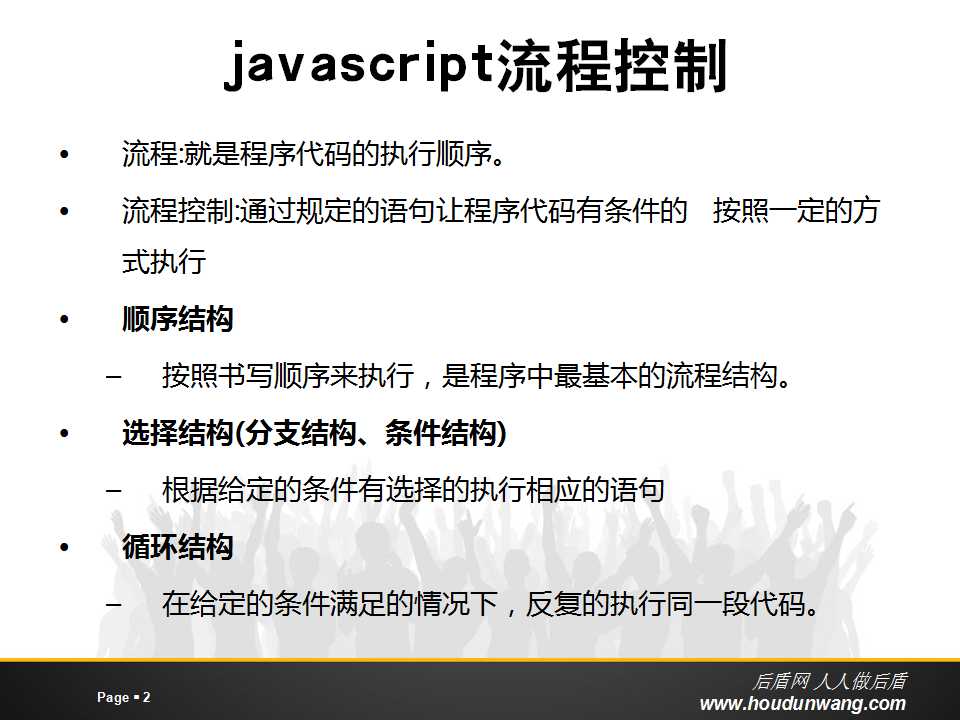 javascript流程控制
• 流程:就是程序代码的执行顺序。
• 流程控制:通过规定的语句让程序代码有条件的 按照一定的方
式执行
• 顺序结构
– 按照书写顺序来执行，是程序中最基本的流程结构。
• 选择结构(分支结构、条件结构)
– 根据给定的条件有选择的执行相应的语句
• 循环结构
– 在给定的条件满足的情况下，反复的执行同一段代码。
Page ▪ 2
后盾网 人人做后盾
www.houdunwang.com